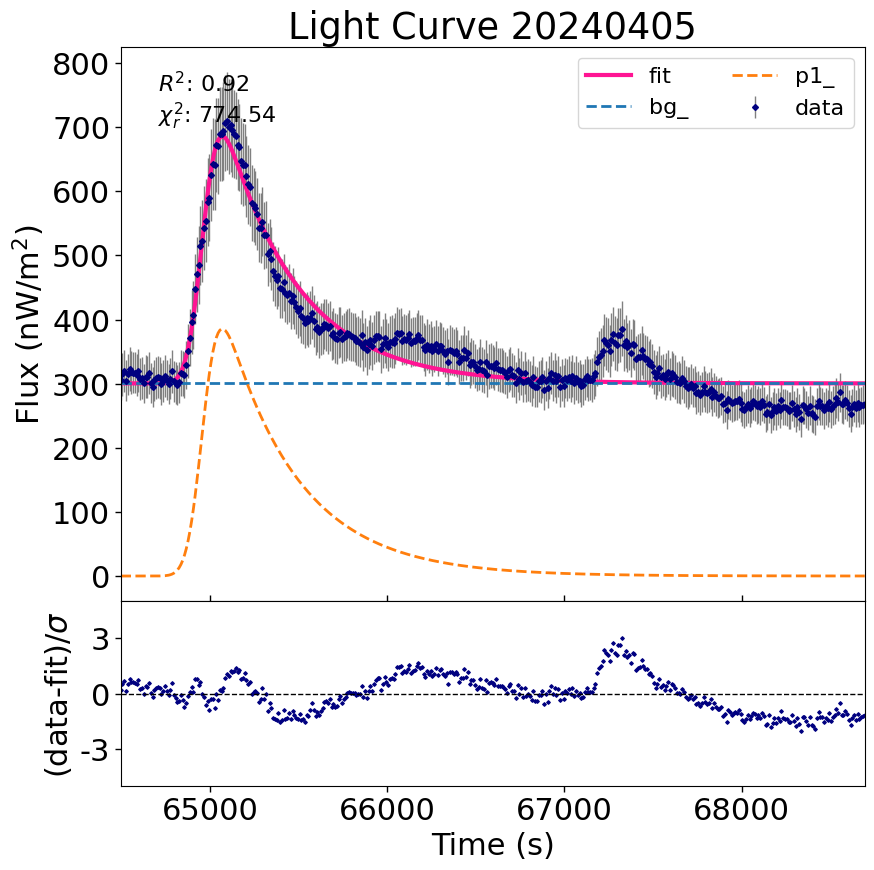 Light Curve 20240405
R²: 0.92
χ²ᵣ: 774.54
fit
bg_
p1_
data
Flux (nW/m²)
800
700
600
500
400
300
200
100
0
(data-fit)/σ
3
0
-3
65000 66000 67000 68000
Time (s)